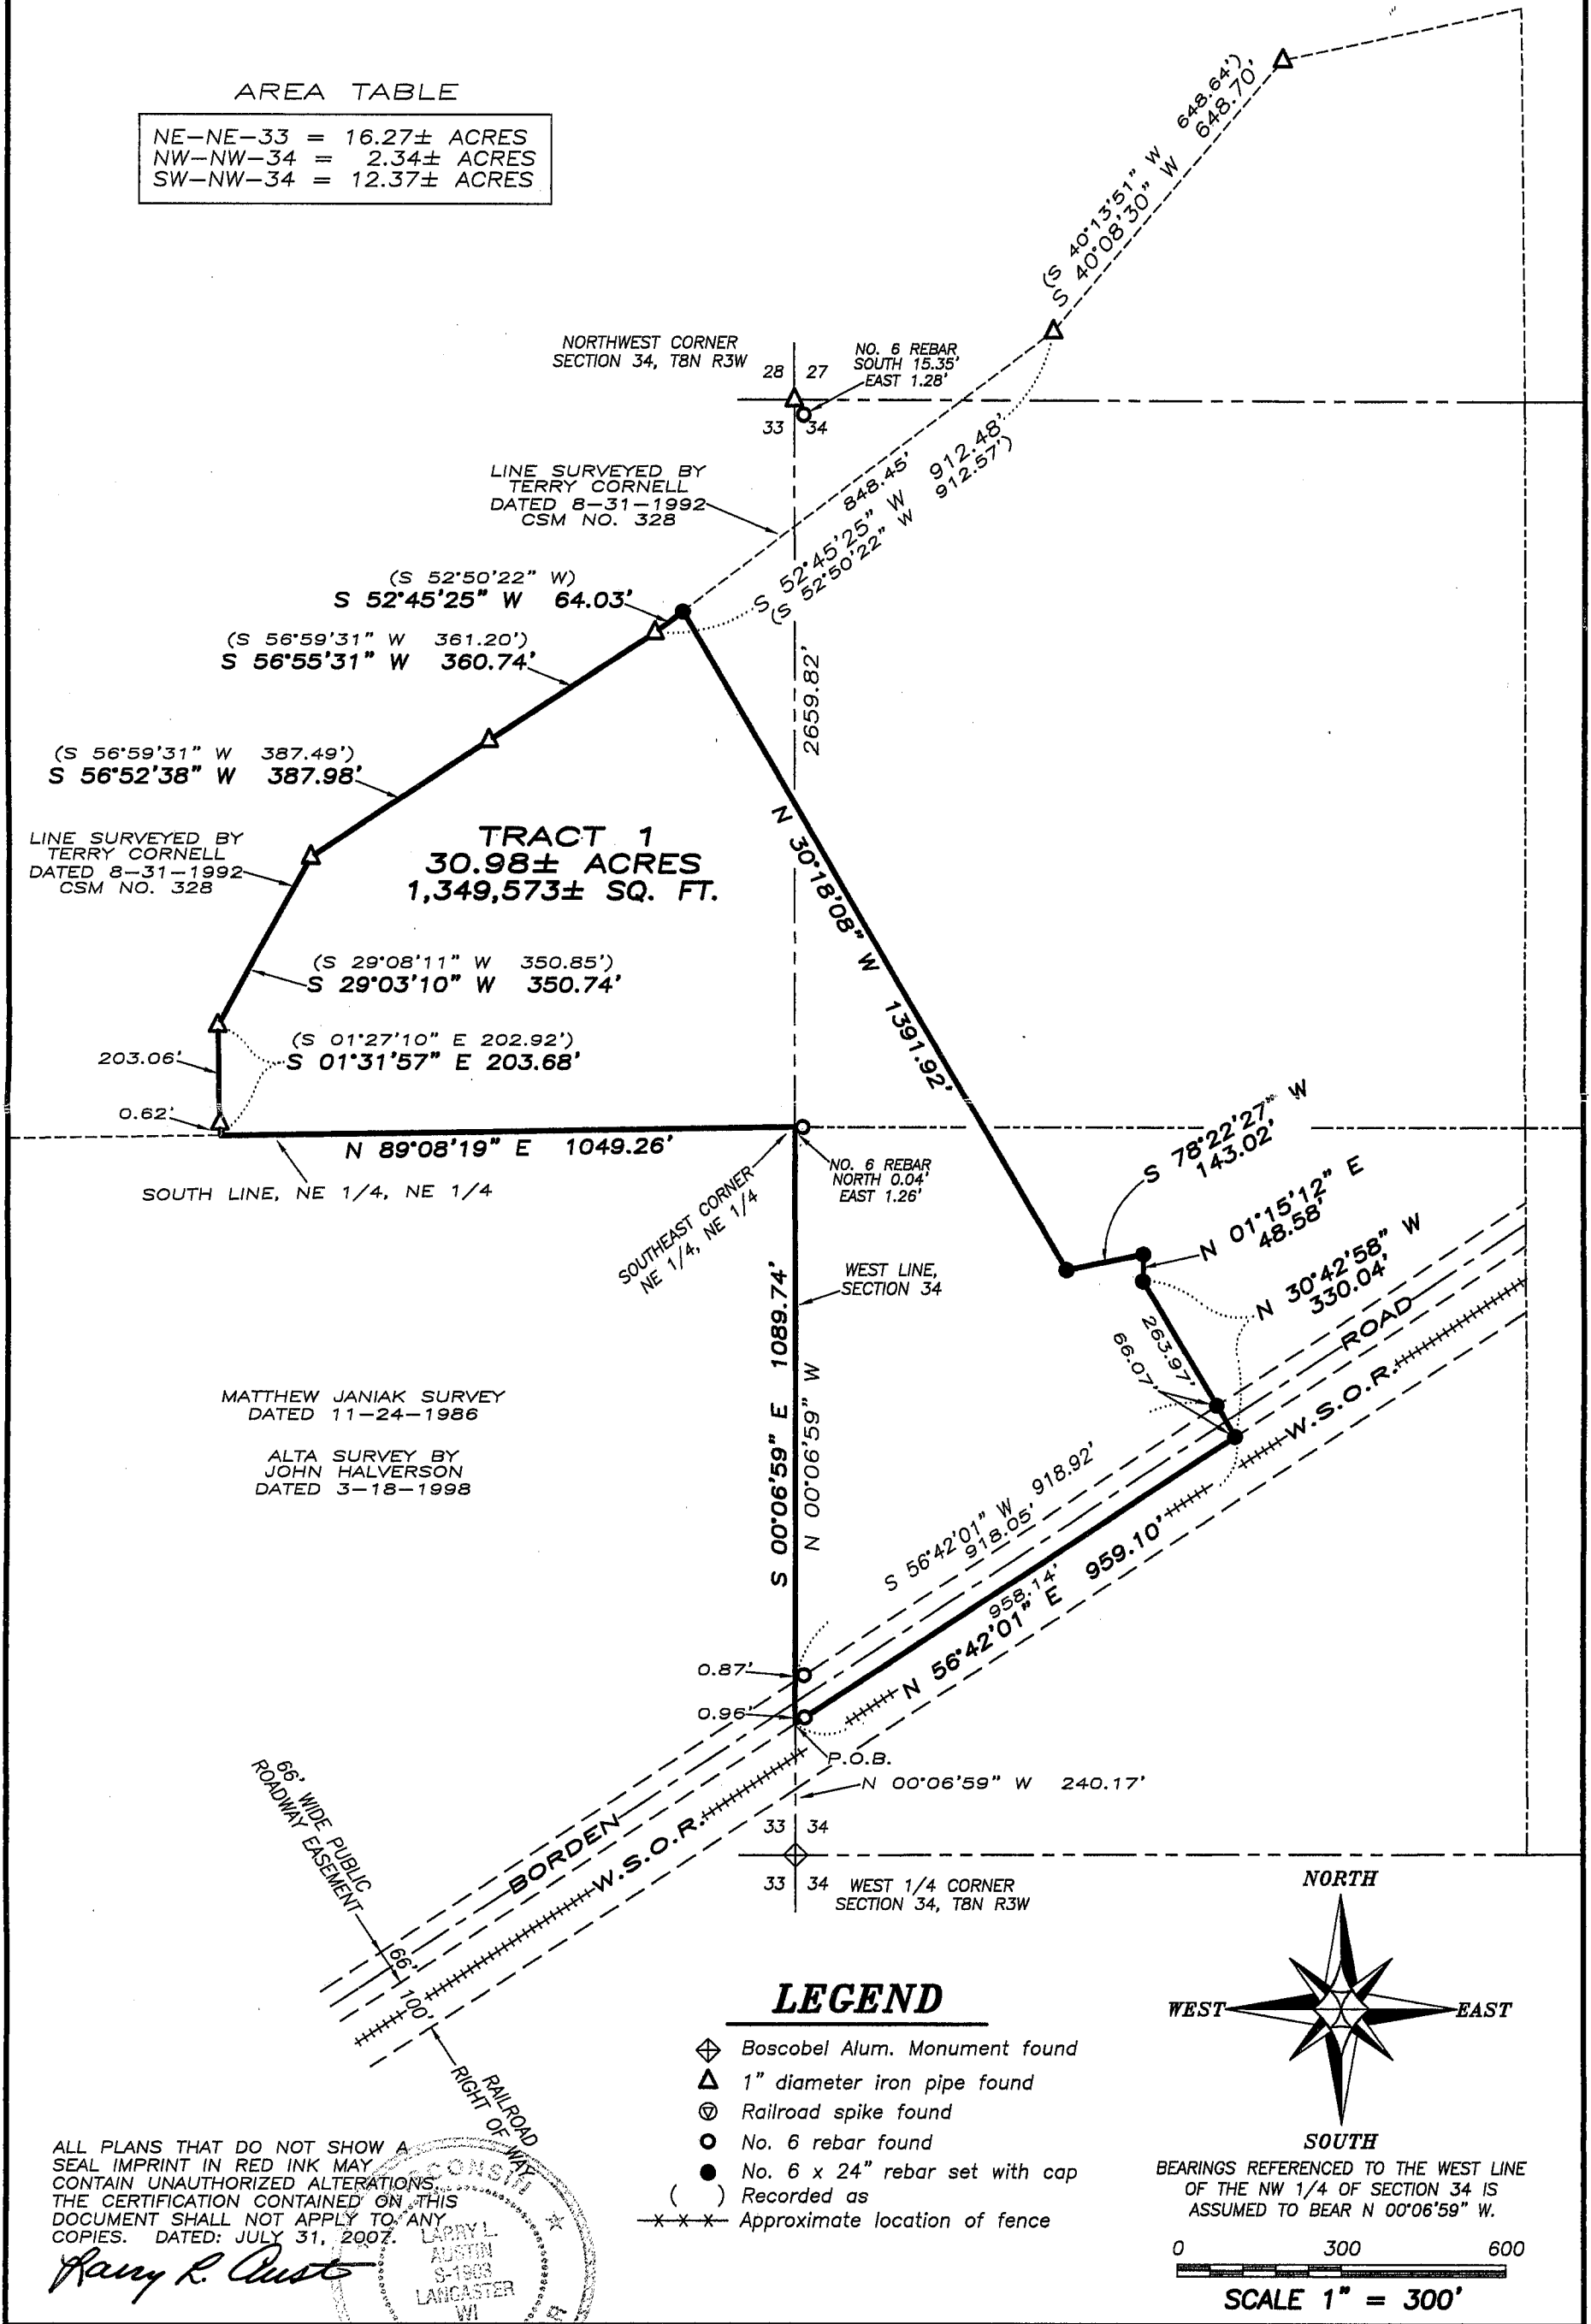 AREA TABLE
NE-NE-33 = 16.27± ACRES
NW-NW-34 = 2.34± ACRES
SW-NW-34 = 12.37± ACRES
(S 40°13'51" W 648.64')
S 40°08'30" W 648.70'
NORTHWEST CORNER
SECTION 34, T8N R3W
28 27
33 34
NO. 6 REBAR
SOUTH 15.35'
EAST 1.28'
LINE SURVEYED BY
TERRY CORNELL
DATED 8-31-1992
CSM NO. 328
848.45'
S 52°45'25" W 912.48'
(S 52°50'22" W 912.57')
(S 52°50'22" W)
S 52°45'25" W 64.03'
(S 56°59'31" W 361.20')
S 56°55'31" W 360.74'
2659.82'
(S 56°59'31" W 387.49')
S 56°52'38" W 387.98'
LINE SURVEYED BY
TERRY CORNELL
DATED 8-31-1992
CSM NO. 328
TRACT 1
30.98± ACRES
1,349,573± SQ. FT.
N 30°18'08" W 1391.92'
(S 29°08'11" W 350.85')
S 29°03'10" W 350.74'
(S 01°27'10" E 202.92')
S 01°31'57" E 203.68'
203.06'
0.62'
N 89°08'19" E 1049.26'
SOUTH LINE, NE 1/4, NE 1/4
SOUTHEAST CORNER
NE 1/4, NE 1/4
NO. 6 REBAR
NORTH 0.04'
EAST 1.26'
S 78°22'27" W
143.02'
N 01°15'12" E
48.58'
N 30°42'58" W
330.04'
263.97'
66.07'
WEST LINE,
SECTION 34
S 00°06'59" E 1089.74'
N 00°06'59" W
MATTHEW JANIAK SURVEY
DATED 11-24-1986
ALTA SURVEY BY
JOHN HALVERSON
DATED 3-18-1998
ROAD
W.S.O.R.
S 56°42'01" W 918.92'
918.05'
958.14'
N 56°42'01" E 959.10'
0.87'
0.96'
P.O.B.
N 00°06'59" W 240.17'
33 34
33 34
WEST 1/4 CORNER
SECTION 34, T8N R3W
BORDEN
W.S.O.R.
66' WIDE PUBLIC
ROADWAY EASEMENT
66'
100'
RAILROAD
RIGHT OF WAY
LEGEND
Boscobel Alum. Monument found
1" diameter iron pipe found
Railroad spike found
No. 6 rebar found
No. 6 x 24" rebar set with cap
( ) Recorded as
Approximate location of fence
NORTH
WEST
EAST
SOUTH
BEARINGS REFERENCED TO THE WEST LINE
OF THE NW 1/4 OF SECTION 34 IS
ASSUMED TO BEAR N 00°06'59" W.
0 300 600
SCALE 1" = 300'
ALL PLANS THAT DO NOT SHOW A
SEAL IMPRINT IN RED INK MAY
CONTAIN UNAUTHORIZED ALTERATIONS.
THE CERTIFICATION CONTAINED ON THIS
DOCUMENT SHALL NOT APPLY TO ANY
COPIES. DATED: JULY 31, 2007.
LARRY L.
AUSTIN
S-1903
LANCASTER
WI